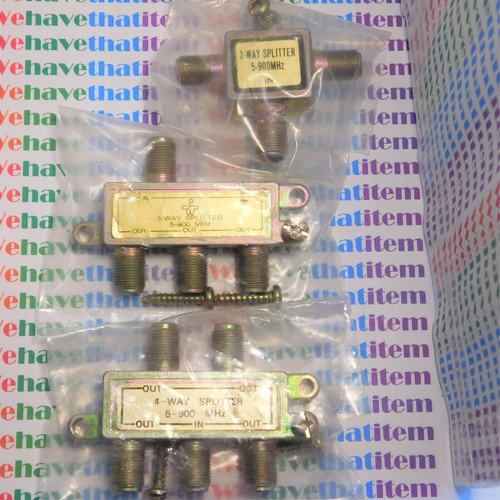 Wehavethatitem
2-WAY SPLITTER
5-900MHz
IN
IN
3-WAY SPLITTER
5-900 MHz
OUT OUT OUT
OUT OUT
4-WAY SPLITTER
5-900 MHz
OUT IN OUT